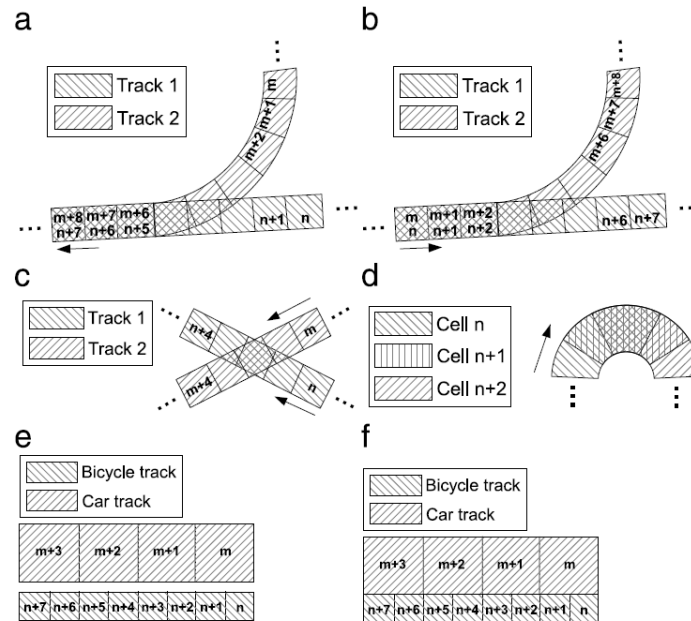 a
Track 1
Track 2
m
m+1
m+2
m+8 m+7 m+6
n+7 n+6 n+5
n+1 n
b
Track 1
Track 2
m+8
m+7
m+6
m m+1 m+2
n n+1 n+2
n+6 n+7
c
Track 1
Track 2
n+4
m
m+4
n
d
Cell n
Cell n+1
Cell n+2
e
Bicycle track
Car track
m+3 m+2 m+1 m
n+7 n+6 n+5 n+4 n+3 n+2 n+1 n
f
Bicycle track
Car track
m+3 m+2 m+1 m
n+7 n+6 n+5 n+4 n+3 n+2 n+1 n